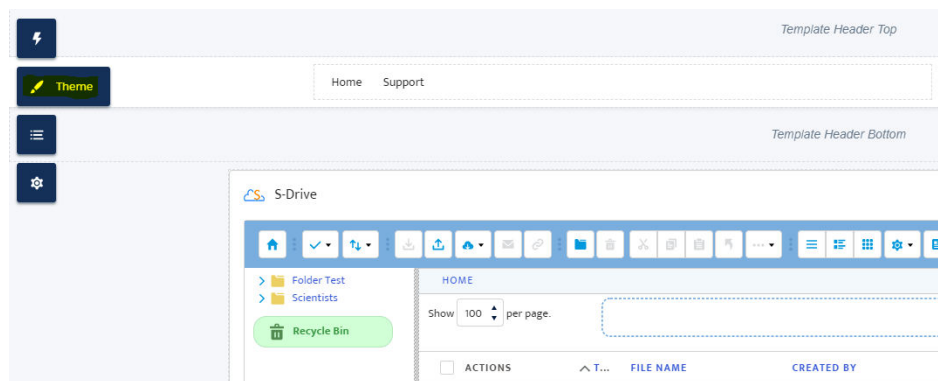 Template Header Top
Theme
Home Support
Template Header Bottom
S-Drive
Folder Test
Scientists
Recycle Bin
HOME
Show 100 per page.
ACTIONS T... FILE NAME CREATED BY